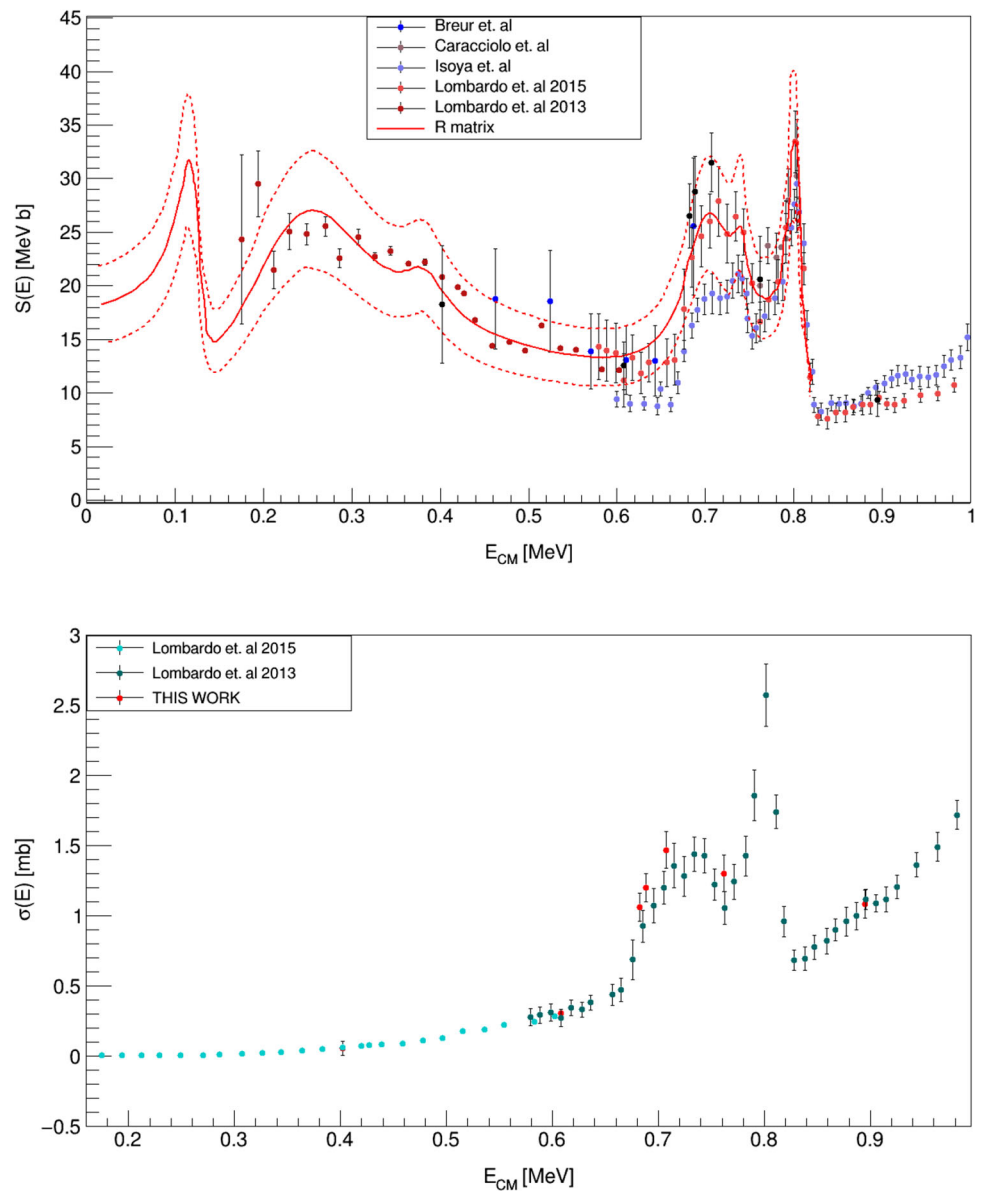 45
40
35
30
25
20
15
10
5
0
S(E) [MeV b]
Breur et. al
Caracciolo et. al
Isoya et. al
Lombardo et. al 2015
Lombardo et. al 2013
R matrix
0 0.1 0.2 0.3 0.4 0.5 0.6 0.7 0.8 0.9 1
E_CM [MeV]
3
2.5
2
1.5
1
0.5
0
−0.5
σ(E) [mb]
Lombardo et. al 2015
Lombardo et. al 2013
THIS WORK
0.2 0.3 0.4 0.5 0.6 0.7 0.8 0.9
E_CM [MeV]